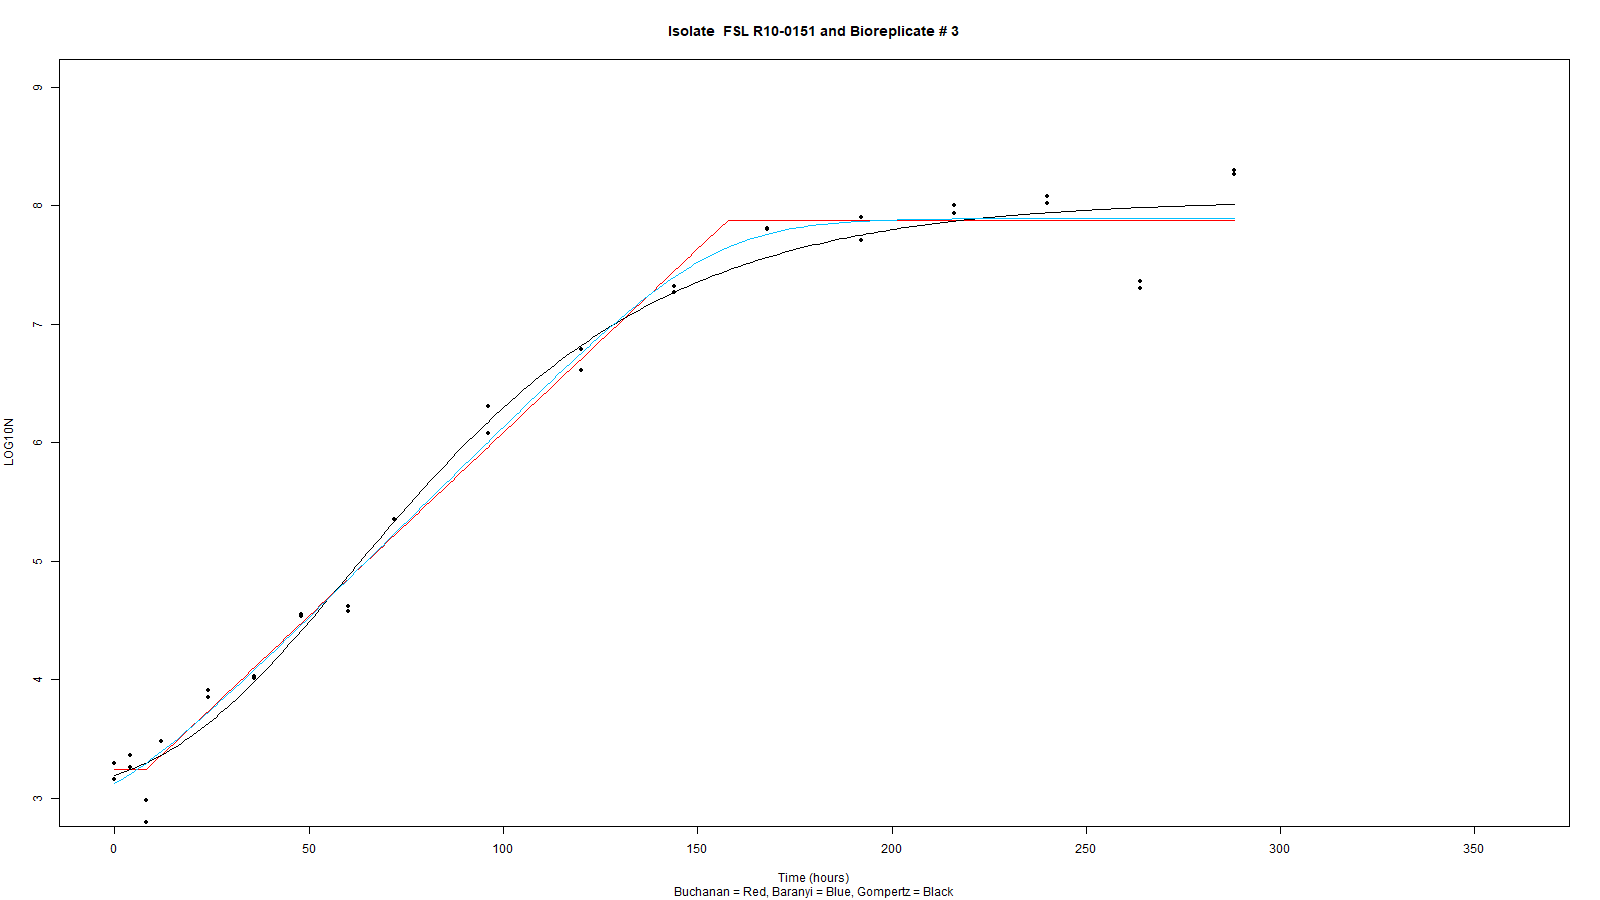 Isolate  FSL R10-0151 and Bioreplicate # 3
9
8
7
6
5
4
3
LOG10N
0 50 100 150 200 250 300 350
Time (hours)
Buchanan = Red, Baranyi = Blue, Gompertz = Black